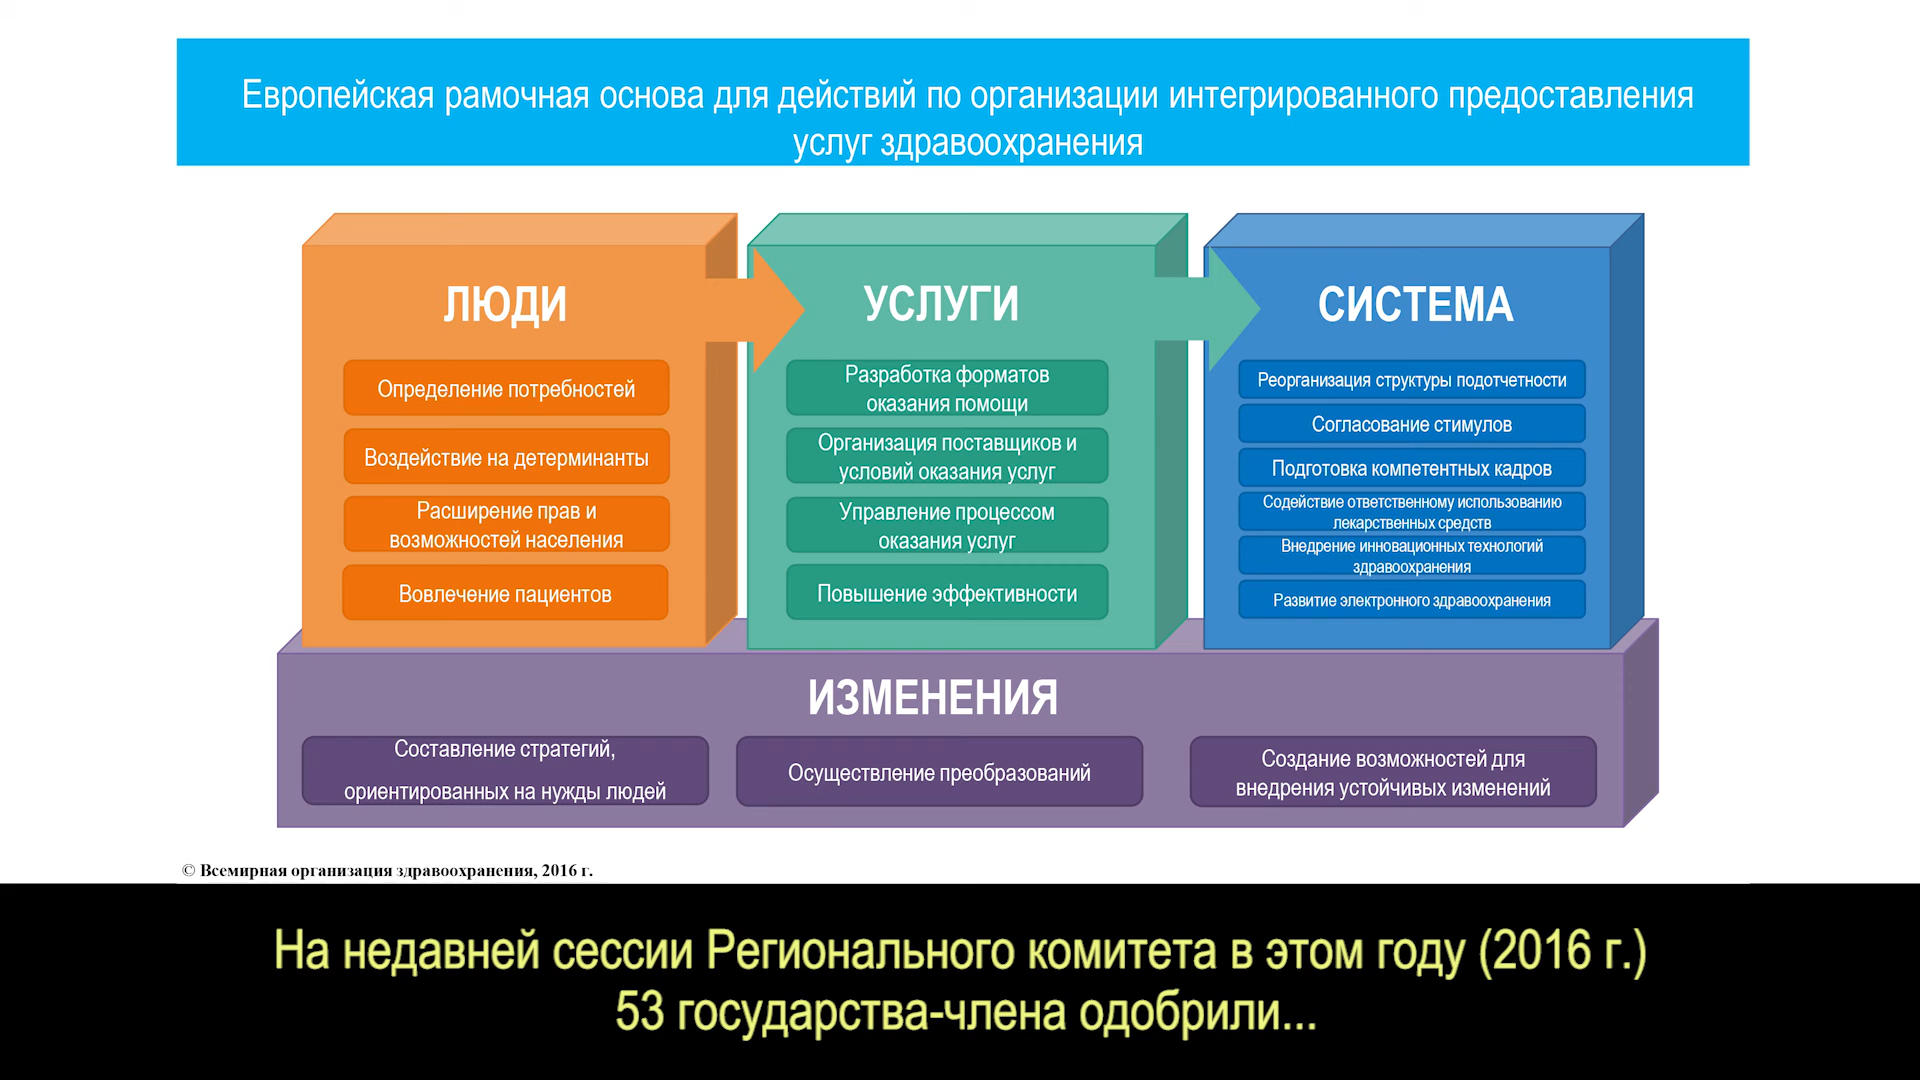 Европейская рамочная основа для действий по организации интегрированного предоставления
услуг здравоохранения
ЛЮДИ
Определение потребностей
Воздействие на детерминанты
Расширение прав и
возможностей населения
Вовлечение пациентов
УСЛУГИ
Разработка форматов
оказания помощи
Организация поставщиков и
условий оказания услуг
Управление процессом
оказания услуг
Повышение эффективности
СИСТЕМА
Реорганизация структуры подотчетности
Согласование стимулов
Подготовка компетентных кадров
Содействие ответственному использованию
лекарственных средств
Внедрение инновационных технологий
здравоохранения
Развитие электронного здравоохранения
ИЗМЕНЕНИЯ
Составление стратегий,
ориентированных на нужды людей
Осуществление преобразований
Создание возможностей для
внедрения устойчивых изменений
© Всемирная организация здравоохранения, 2016 г.
На недавней сессии Регионального комитета в этом году (2016 г.)
53 государства-члена одобрили...